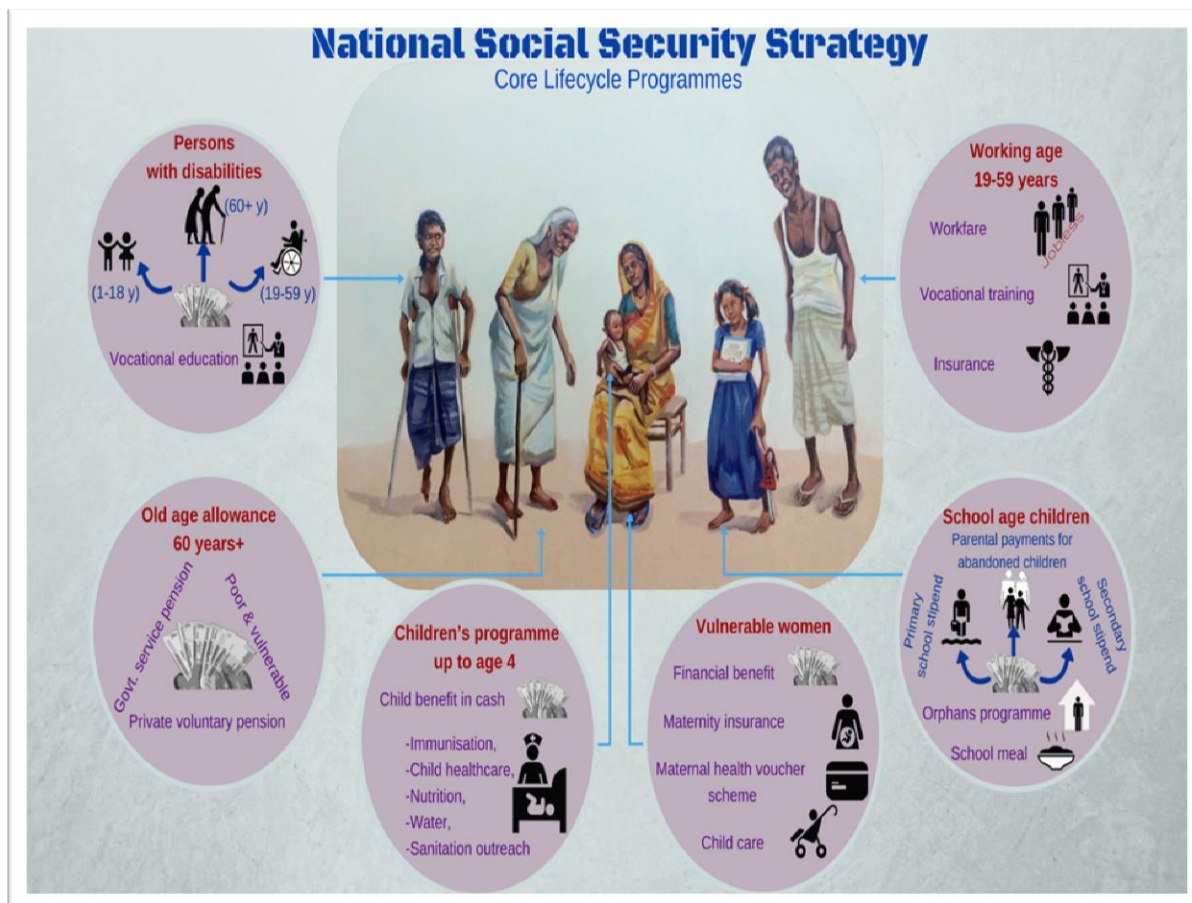 National Social Security Strategy
Core Lifecycle Programmes
Persons
with disabilities
(60+ y)
(1-18 y)
(19-59 y)
Vocational education
Working age
19-59 years
Workfare
Jobless
Vocational training
Insurance
Old age allowance
60 years+
Govt. service pension
Poor & vulnerable
Private voluntary pension
Children's programme
up to age 4
Child benefit in cash
-Immunisation,
-Child healthcare,
-Nutrition,
-Water,
-Sanitation outreach
Vulnerable women
Financial benefit
Maternity insurance
Maternal health voucher
scheme
Child care
School age children
Parental payments for
abandoned children
Primary
school stipend
Secondary
school stipend
Orphans programme
School meal